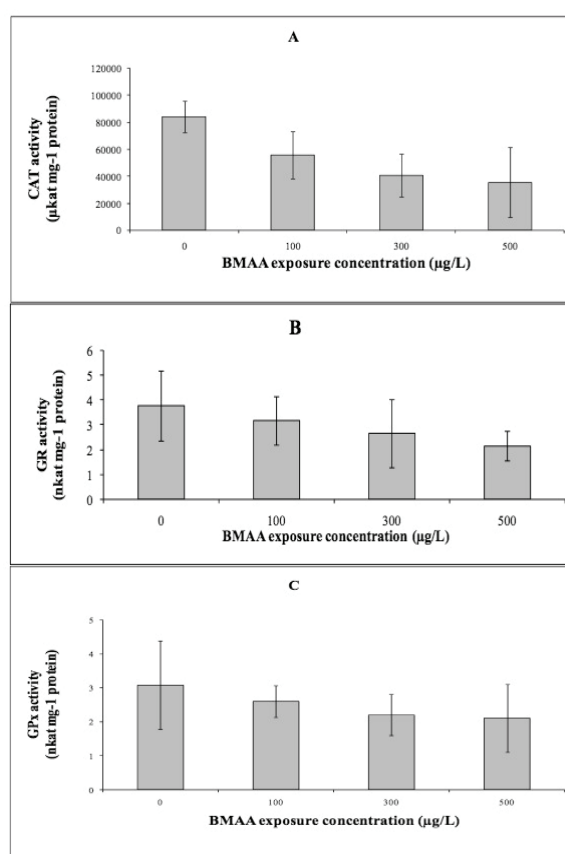 A
120000
100000
80000
60000
40000
20000
0
CAT activity
(µkat mg-1 protein)
0 100 300 500
BMAA exposure concentration (µg/L)
B
6
5
4
3
2
1
0
GR activity
(nkat mg-1 protein)
0 100 300 500
BMAA exposure concentration (µg/L)
C
5
4
3
2
1
0
GPx activity
(nkat mg-1 protein)
0 100 300 500
BMAA exposure concentration (µg/L)